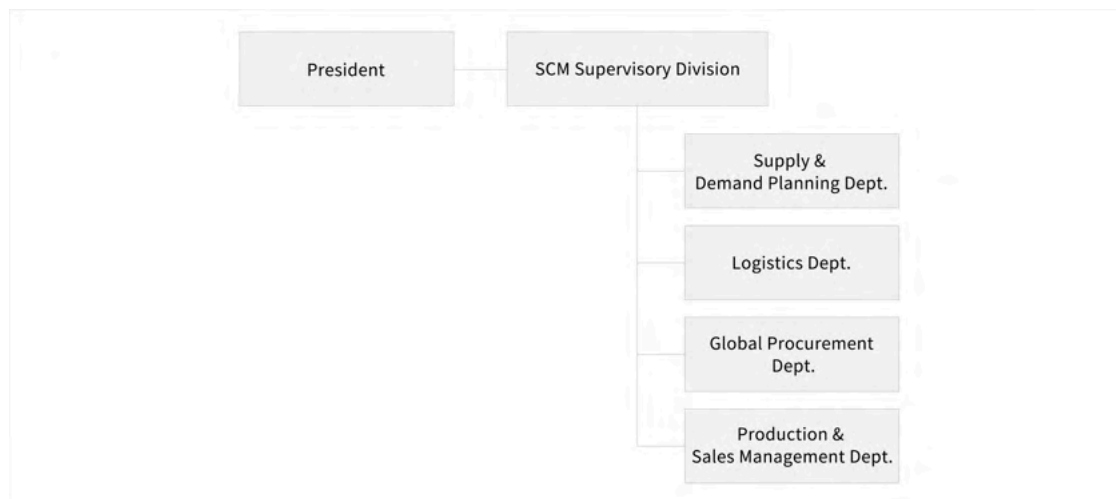 President
SCM Supervisory Division
Supply &
Demand Planning Dept.
Logistics Dept.
Global Procurement
Dept.
Production &
Sales Management Dept.